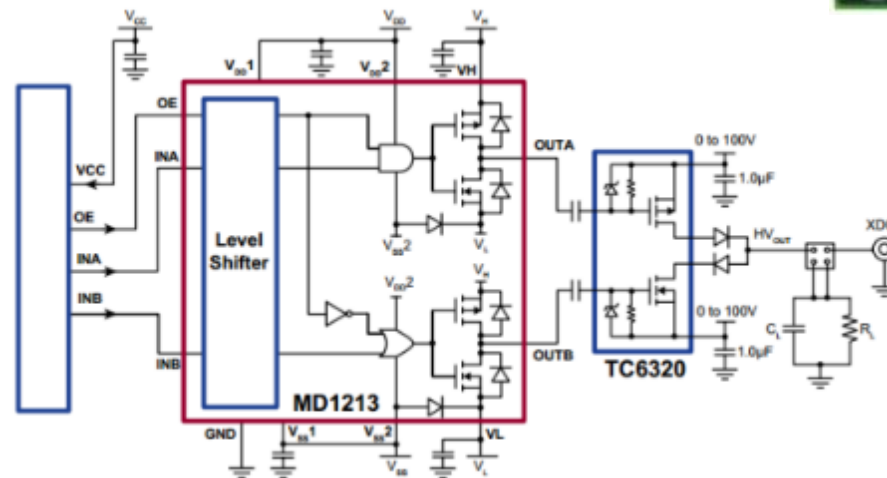 VCC
VDD
VH
VDD1
VDD2
VH
OE
INA
OUTA
0 to 100V
1.0µF
VCC
OE
INA
INB
Level
Shifter
VSS2
VL
HVOUT
VDD2
VH
0 to 100V
CL
RL
1.0µF
INB
OUTB
TC6320
MD1213
GND
VSS1
VSS2
VL
VSS
VL